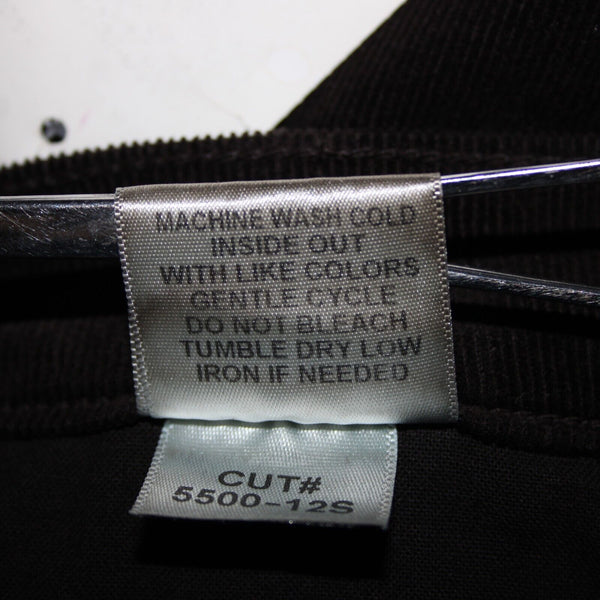 MACHINE WASH COLD
INSIDE OUT
WITH LIKE COLORS
GENTLE CYCLE
DO NOT BLEACH
TUMBLE DRY LOW
IRON IF NEEDED
CUT#
5500-12S